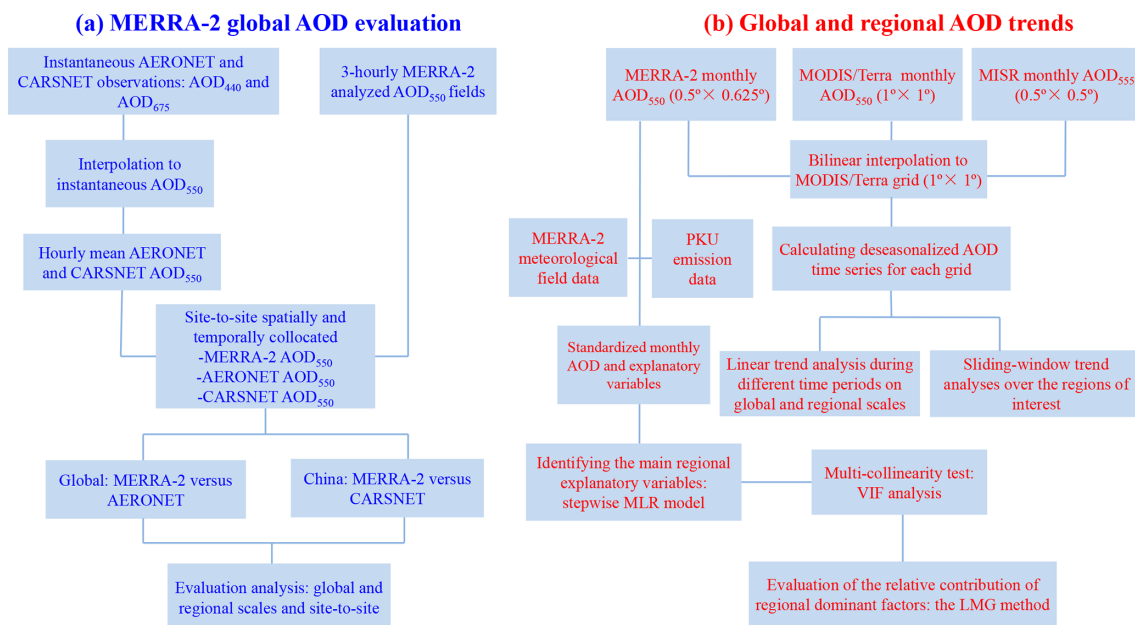 (a) MERRA-2 global AOD evaluation
Instantaneous AERONET and
CARSNET observations: AOD₄₄₀ and
AOD₆₇₅
3-hourly MERRA-2
analyzed AOD₅₅₀ fields
Interpolation to
instantaneous AOD₅₅₀
Hourly mean AERONET
and CARSNET AOD₅₅₀
Site-to-site spatially and
temporally collocated
-MERRA-2 AOD₅₅₀
-AERONET AOD₅₅₀
-CARSNET AOD₅₅₀
Global: MERRA-2 versus
AERONET
China: MERRA-2 versus
CARSNET
Evaluation analysis: global and
regional scales and site-to-site
(b) Global and regional AOD trends
MERRA-2 monthly
AOD₅₅₀ (0.5º× 0.625º)
MODIS/Terra monthly
AOD₅₅₀ (1º× 1º)
MISR monthly AOD₅₅₅
(0.5º× 0.5º)
Bilinear interpolation to
MODIS/Terra grid (1º× 1º)
MERRA-2
meteorological
field data
PKU
emission
data
Calculating deseasonalized AOD
time series for each grid
Standardized monthly
AOD and explanatory
variables
Linear trend analysis during
different time periods on
global and regional scales
Sliding-window trend
analyses over the regions of
interest
Identifying the main regional
explanatory variables:
stepwise MLR model
Multi-collinearity test:
VIF analysis
Evaluation of the relative contribution of
regional dominant factors: the LMG method